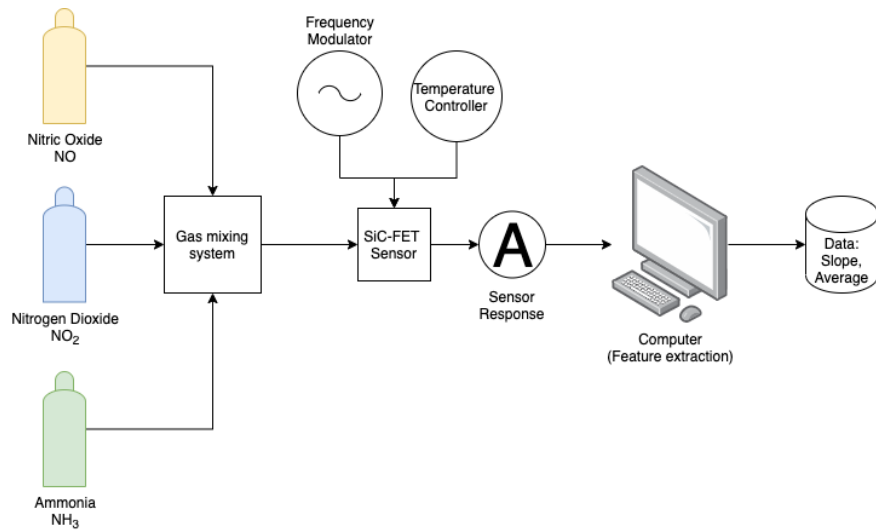 Frequency
Modulator
Temperature
Controller
Nitric Oxide
NO
Gas mixing
system
SiC-FET
Sensor
A
Data:
Slope,
Average
Sensor
Response
Nitrogen Dioxide
NO₂
Computer
(Feature extraction)
Ammonia
NH₃